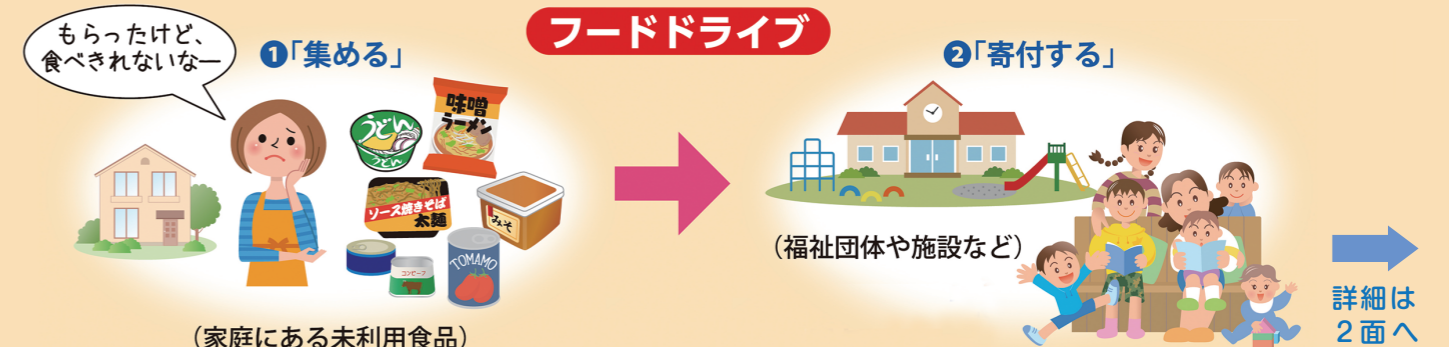 フードドライブ
もらったけど、
食べきれないなー
❶「集める」
うどん
うどん
味噌
ラーメン
ソース焼きそば
太麺
みそ
コンビーフ
TOMAMO
(家庭にある未利用食品)
❷「寄付する」
(福祉団体や施設など)
詳細は
2面へ